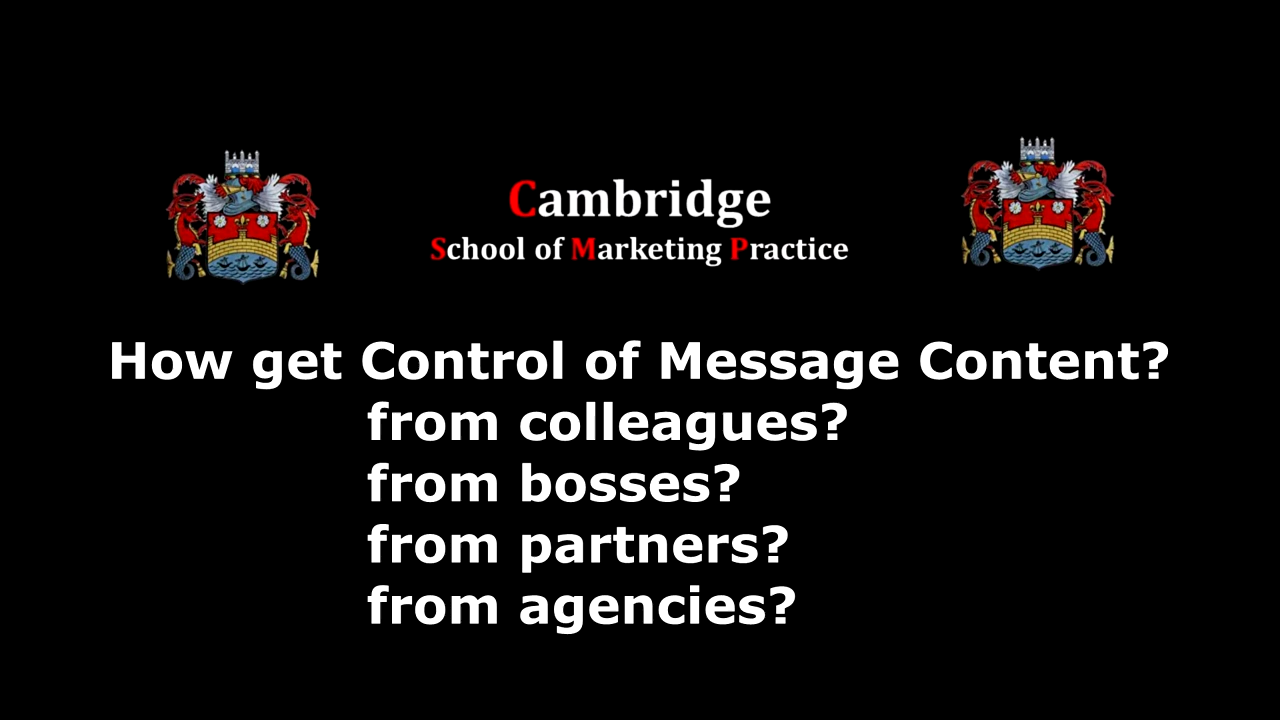 Cambridge
School of Marketing Practice
How get Control of Message Content?
from colleagues?
from bosses?
from partners?
from agencies?